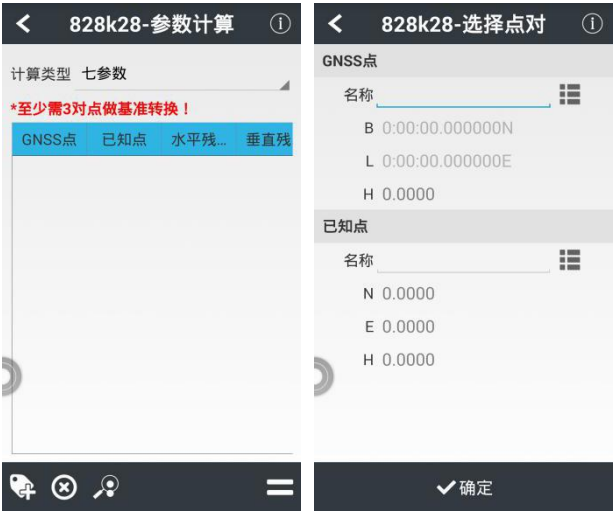 828k28-参数计算
计算类型 七参数
*至少需3对点做基准转换！
GNSS点 已知点 水平残... 垂直残
828k28-选择点对
GNSS点
名称
B 0:00:00.000000N
L 0:00:00.000000E
H 0.0000
已知点
名称
N 0.0000
E 0.0000
H 0.0000
确定